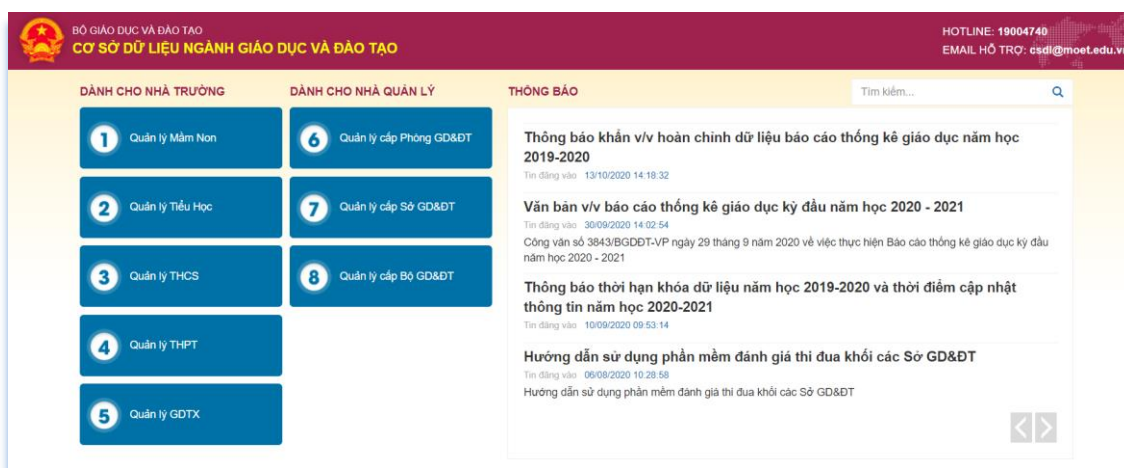 BỘ GIÁO DỤC VÀ ĐÀO TẠO
CƠ SỞ DỮ LIỆU NGÀNH GIÁO DỤC VÀ ĐÀO TẠO
HOTLINE: 19004740
EMAIL HỖ TRỢ: csdl@moet.edu.vn
DÀNH CHO NHÀ TRƯỜNG
1 Quản lý Mầm Non
2 Quản lý Tiểu Học
3 Quản lý THCS
4 Quản lý THPT
5 Quản lý GDTX
DÀNH CHO NHÀ QUẢN LÝ
6 Quản lý cấp Phòng GD&ĐT
7 Quản lý cấp Sở GD&ĐT
8 Quản lý cấp Bộ GD&ĐT
THÔNG BÁO
Tìm kiếm...
Thông báo khẩn v/v hoàn chỉnh dữ liệu báo cáo thống kê giáo dục năm học
2019-2020
Tin đăng vào 13/10/2020 14:18:32
Văn bản v/v báo cáo thống kê giáo dục kỳ đầu năm học 2020 - 2021
Tin đăng vào 30/09/2020 14:02:54
Công văn số 3843/BGDĐT-VP ngày 29 tháng 9 năm 2020 về việc thực hiện Báo cáo thống kê giáo dục kỳ đầu
năm học 2020 - 2021
Thông báo thời hạn khóa dữ liệu năm học 2019-2020 và thời điểm cập nhật
thông tin năm học 2020-2021
Tin đăng vào 10/09/2020 09:53:14
Hướng dẫn sử dụng phần mềm đánh giá thi đua khối các Sở GD&ĐT
Tin đăng vào 06/08/2020 10:28:58
Hướng dẫn sử dụng phần mềm đánh giá thi đua khối các Sở GD&ĐT